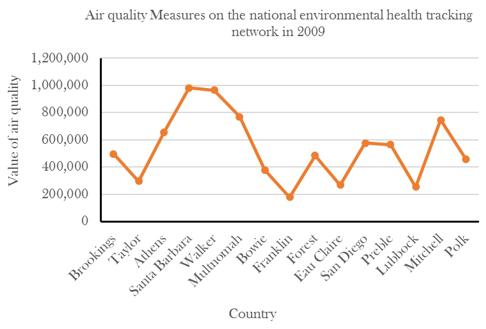 Air quality Measures on the national environmental health tracking
network in 2009
Value of air quality
1,200,000
1,000,000
800,000
600,000
400,000
200,000
0
Brookings
Taylor
Athens
Santa Barbara
Walker
Mulmomah
Bowie
Franklin
Forest
Eau Claire
San Diego
Preble
Lubbock
Mitchell
Polk
Country